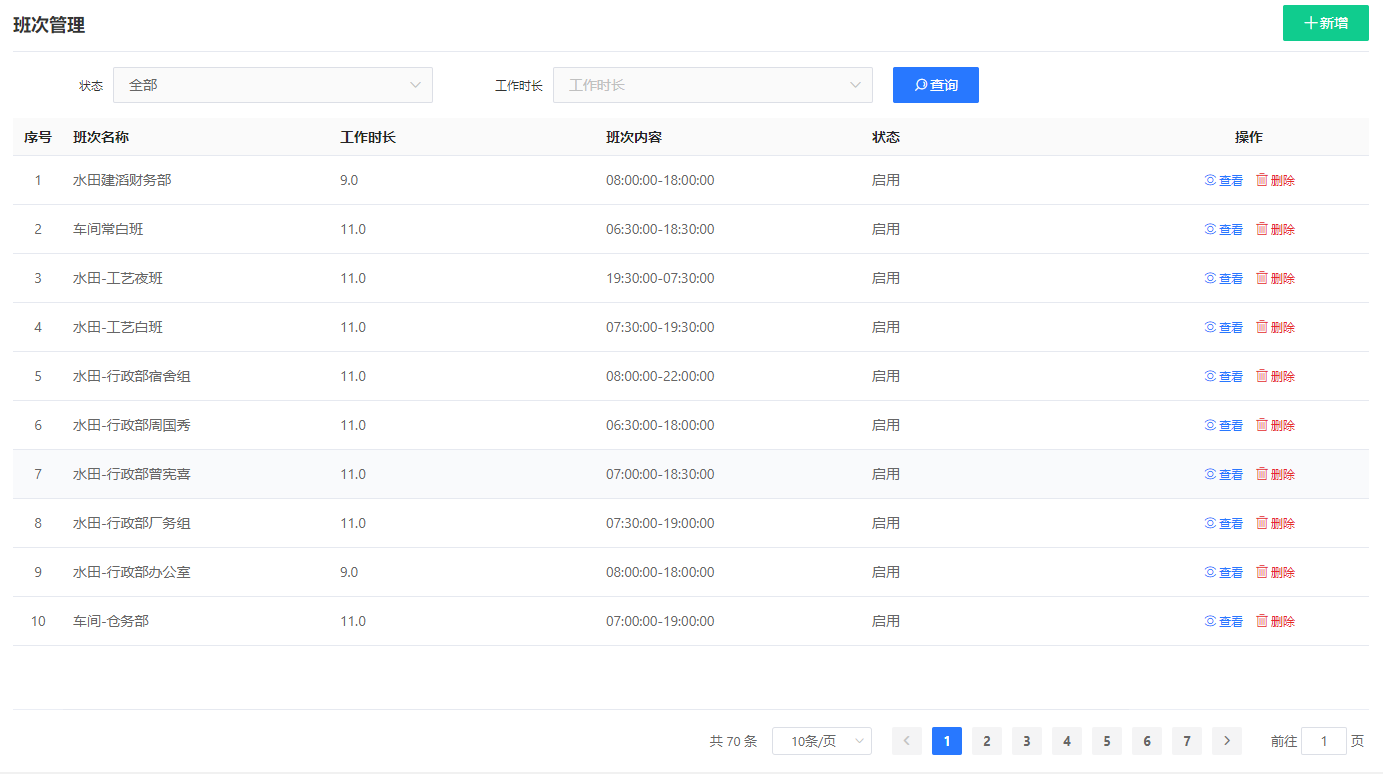 班次管理
新增
状态 全部 工作时长 工作时长 查询
序号 班次名称 工作时长 班次内容 状态 操作
1 水田建滔财务部 9.0 08:00:00-18:00:00 启用 查看 删除
2 车间常白班 11.0 06:30:00-18:30:00 启用 查看 删除
3 水田-工艺夜班 11.0 19:30:00-07:30:00 启用 查看 删除
4 水田-工艺白班 11.0 07:30:00-19:30:00 启用 查看 删除
5 水田-行政部宿舍组 11.0 08:00:00-22:00:00 启用 查看 删除
6 水田-行政部周国秀 11.0 06:30:00-18:00:00 启用 查看 删除
7 水田-行政部曾宪喜 11.0 07:00:00-18:30:00 启用 查看 删除
8 水田-行政部厂务组 11.0 07:30:00-19:00:00 启用 查看 删除
9 水田-行政部办公室 9.0 08:00:00-18:00:00 启用 查看 删除
10 车间-仓务部 11.0 07:00:00-19:00:00 启用 查看 删除
共 70 条 10条/页 1 2 3 4 5 6 7 前往 1 页